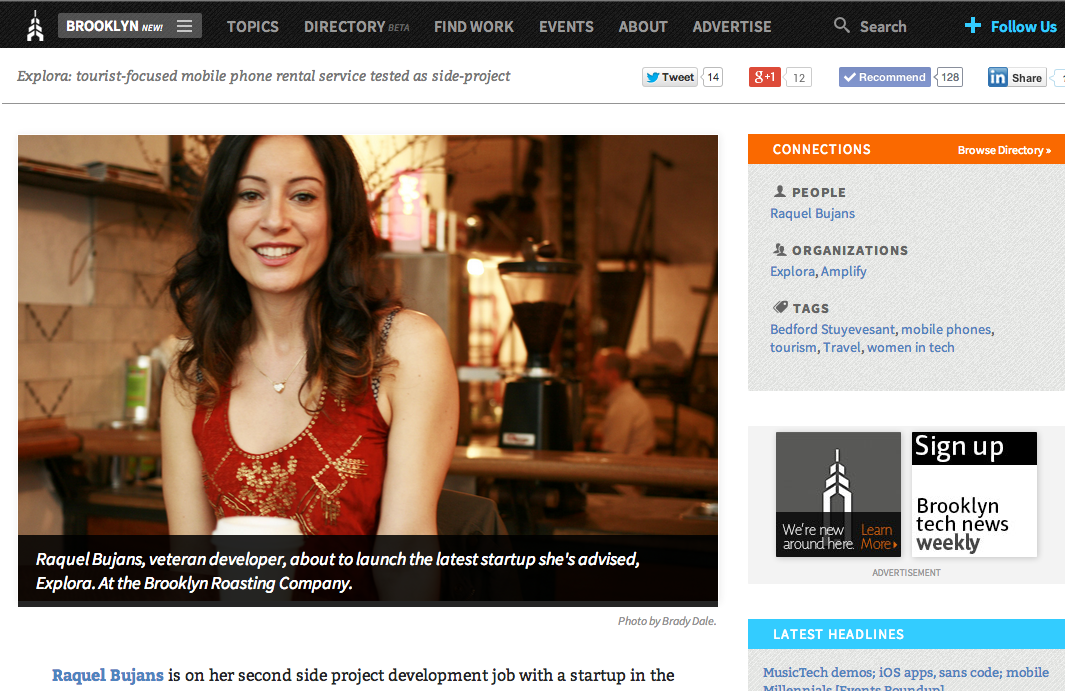 BROOKLYN NEW!
TOPICS
DIRECTORY BETA
FIND WORK
EVENTS
ABOUT
ADVERTISE
Search
Follow Us
Explora: tourist-focused mobile phone rental service tested as side-project
Tweet 14
g+1 12
Recommend 128
in Share
CONNECTIONS
Browse Directory »
PEOPLE
Raquel Bujans
ORGANIZATIONS
Explora, Amplify
TAGS
Bedford Stuyevesant, mobile phones,
tourism, Travel, women in tech
Raquel Bujans, veteran developer, about to launch the latest startup she's advised,
Explora. At the Brooklyn Roasting Company.
Photo by Brady Dale.
We're new
around here.
Learn
More
Sign up
Brooklyn
tech news
weekly
ADVERTISEMENT
LATEST HEADLINES
MusicTech demos; iOS apps, sans code; mobile
Millennials [Events Roundup]
Raquel Bujans is on her second side project development job with a startup in the